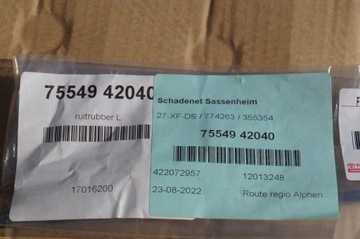 75549 42040
ruitrubber L
17016200
Schadenet Sassenheim
27-XF-DS / 774263 / 355354
75549 42040
422072957 12013248
23-08-2022 Route regio Alphen